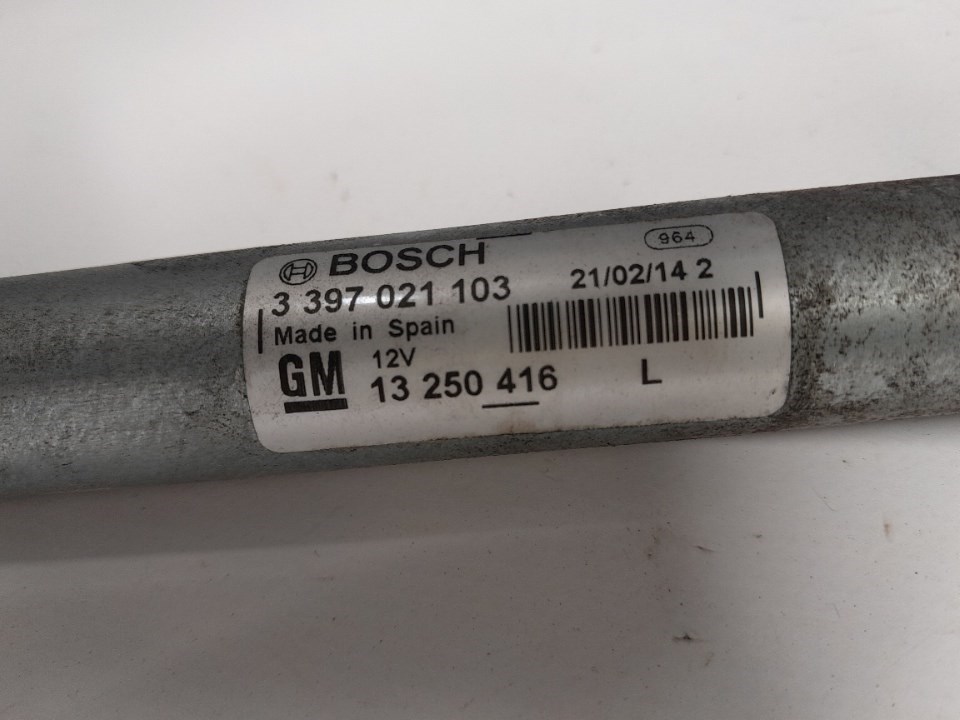 BOSCH
964
3 397 021 103
21/02/14 2
Made in Spain
GM
12V
13 250 416
L